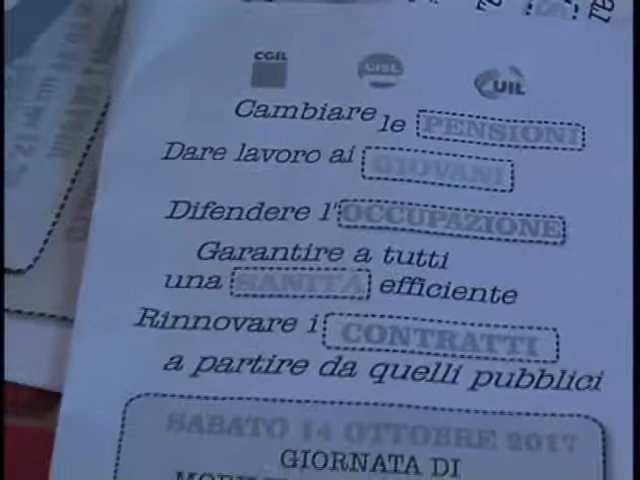 CGIL CISL UIL
Cambiare le PENSIONI
Dare lavoro ai GIOVANI
Difendere l'OCCUPAZIONE
Garantire a tutti
una SANITÀ efficiente
Rinnovare i CONTRATTI
a partire da quelli pubblici
SABATO 14 OTTOBRE 2017
GIORNATA DI